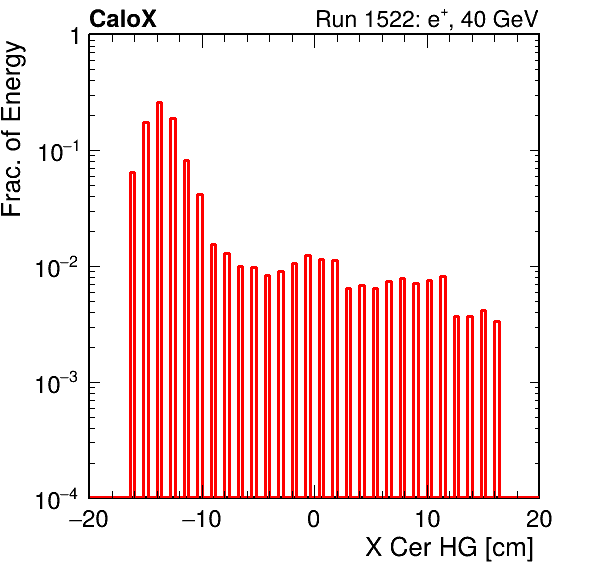 CaloX
Run 1522: e⁺, 40 GeV
Frac. of Energy
1
10⁻¹
10⁻²
10⁻³
10⁻⁴
−20
−10
0
10
20
X Cer HG [cm]